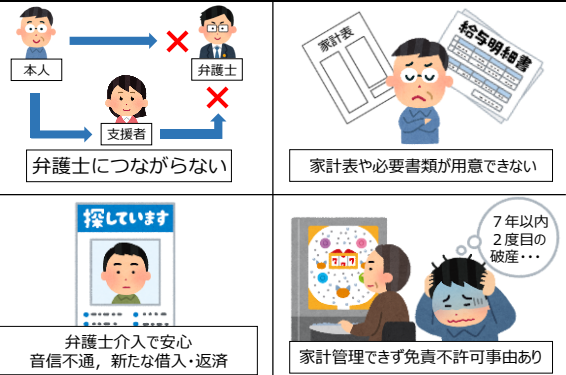 本人
弁護士
支援者
弁護士につながらない
家計表
給与明細書
家計表や必要書類が用意できない
探しています
弁護士介入で安心
音信不通，新たな借入・返済
７年以内
２度目の
破産・・・
777
家計管理できず免責不許可事由あり